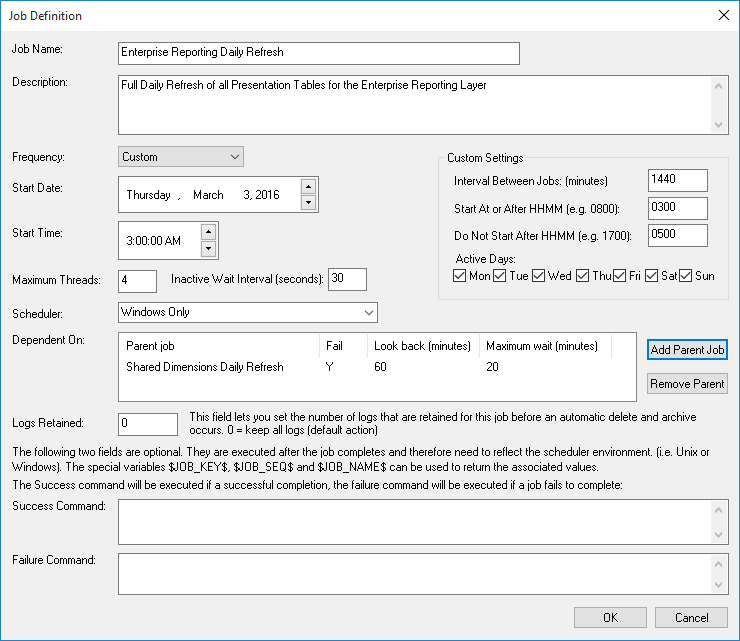 Job Definition
Job Name: Enterprise Reporting Daily Refresh
Description: Full Daily Refresh of all Presentation Tables for the Enterprise Reporting Layer
Frequency: Custom
Start Date: Thursday , March 3, 2016
Start Time: 3:00:00 AM
Maximum Threads: 4 Inactive Wait Interval (seconds): 30
Custom Settings
Interval Between Jobs: (minutes) 1440
Start At or After HHMM (e.g. 0800): 0300
Do Not Start After HHMM (e.g. 1700): 0500
Active Days:
Mon Tue Wed Thu Fri Sat Sun
Scheduler: Windows Only
Dependent On:
Parent job Fail Look back (minutes) Maximum wait (minutes)
Shared Dimensions Daily Refresh Y 60 20
Add Parent Job
Remove Parent
Logs Retained: 0
This field lets you set the number of logs that are retained for this job before an automatic delete and archive
occurs. 0 = keep all logs (default action)
The following two fields are optional. They are executed after the job completes and therefore need to reflect the scheduler environment. (i.e. Unix or
Windows). The special variables $JOB_KEY$, $JOB_SEQ$ and $JOB_NAME$ can be used to return the associated values.
The Success command will be executed if a successful completion, the failure command will be executed if a job fails to complete:
Success Command:
Failure Command:
OK Cancel